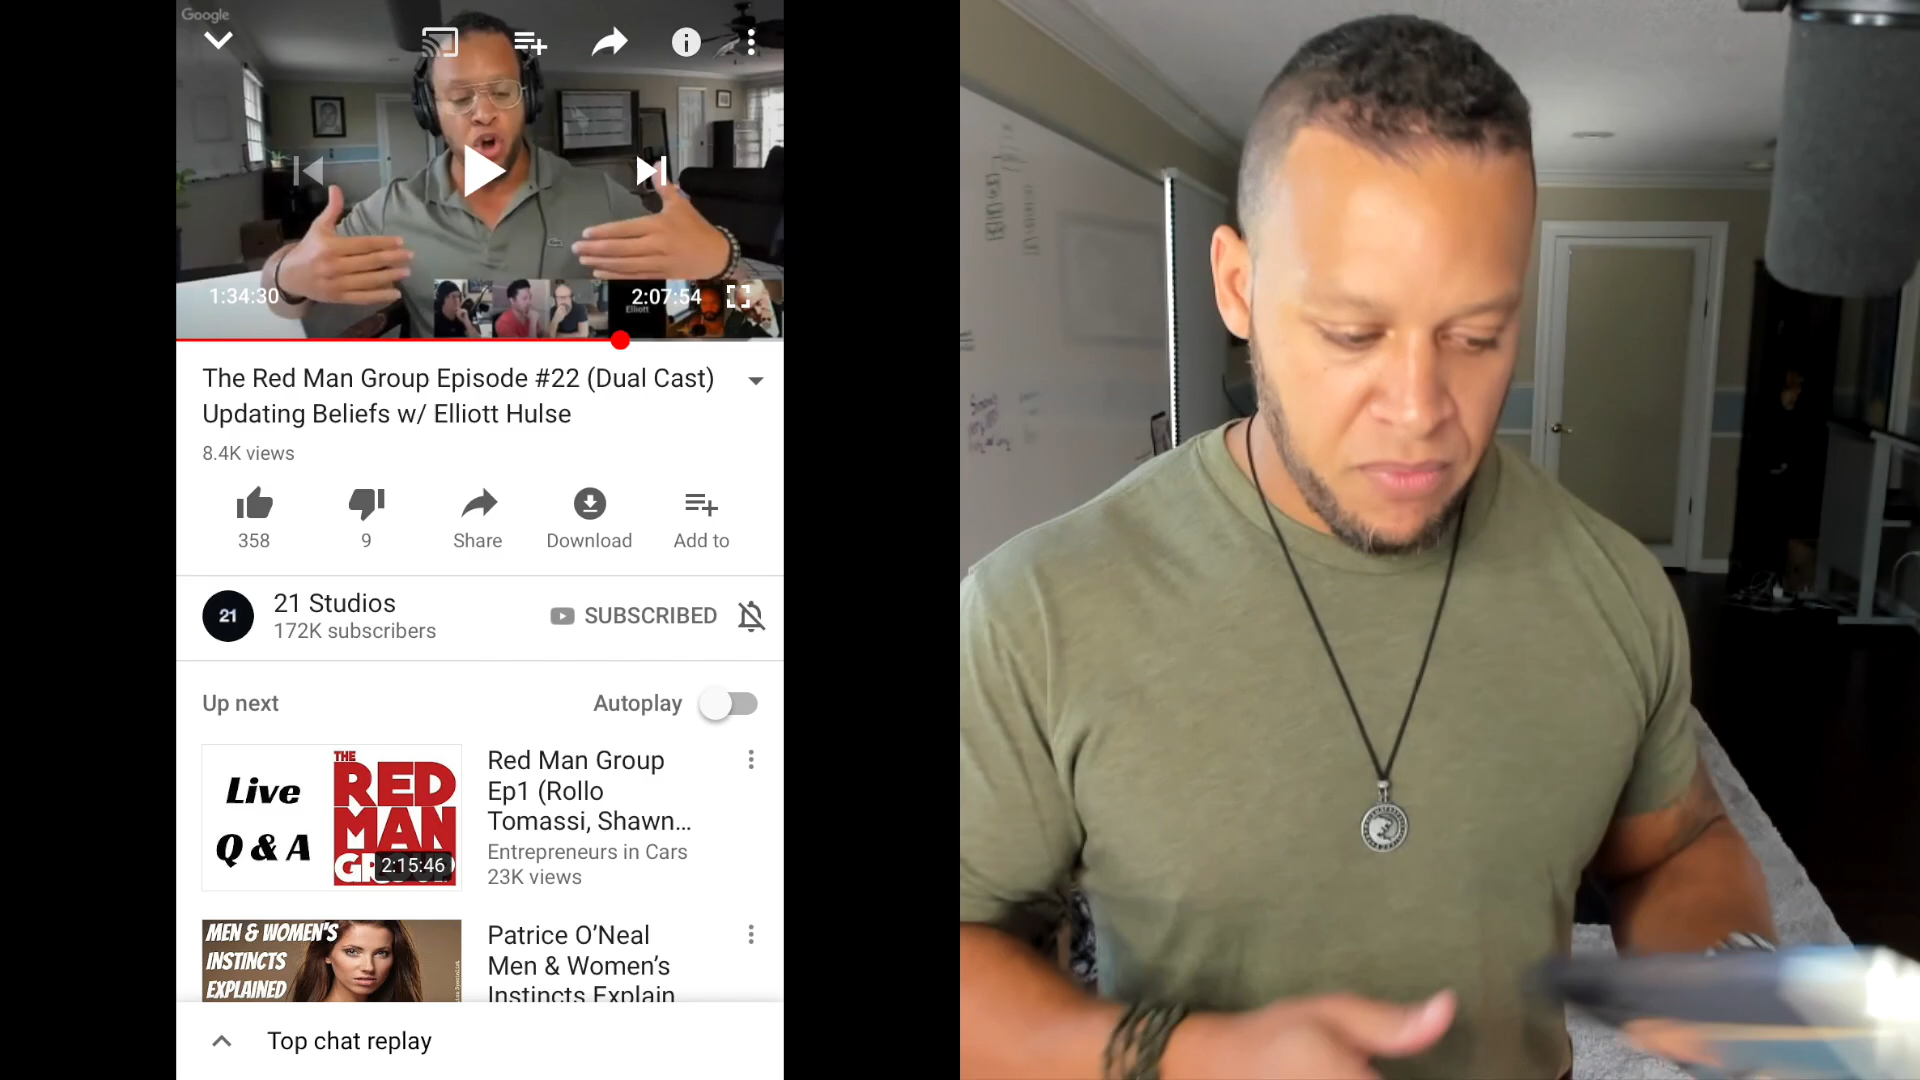 Google
1:34:30
2:07:54
Elliott
The Red Man Group Episode #22 (Dual Cast)
Updating Beliefs w/ Elliott Hulse
8.4K views
358
9
Share
Download
Add to
21
21 Studios
172K subscribers
SUBSCRIBED
Up next
Autoplay
Live
Q & A
THE
RED
MAN
2:15:46
Red Man Group
Ep1 (Rollo
Tomassi, Shawn...
Entrepreneurs in Cars
23K views
MEN & WOMEN'S
INSTINCTS
EXPLAINED
Patrice O’Neal
Men & Women’s
Instincts Explain
Top chat replay